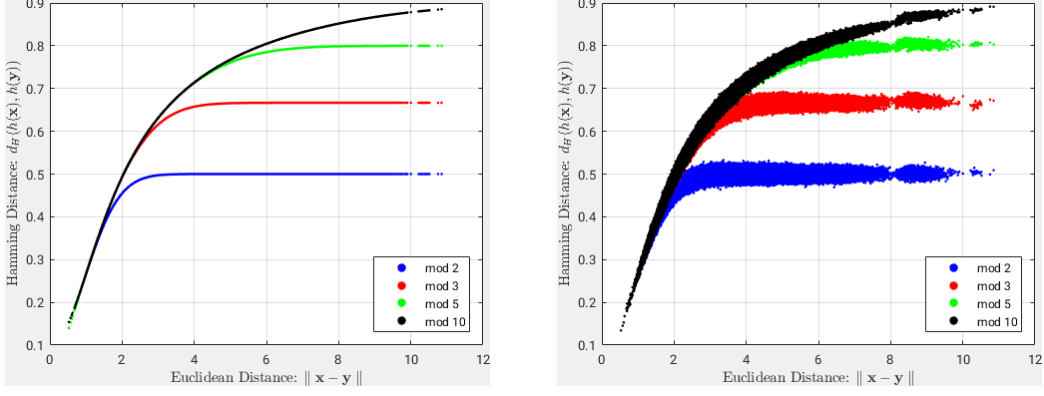 0.9
0.8
0.7
0.6
0.5
0.4
0.3
0.2
0.1
Hamming Distance: d_H(h(x), h(y))
mod 2
mod 3
mod 5
mod 10
0 2 4 6 8 10 12
Euclidean Distance: ‖ x − y ‖
0.9
0.8
0.7
0.6
0.5
0.4
0.3
0.2
0.1
Hamming Distance: d_H(h(x), h(y))
mod 2
mod 3
mod 5
mod 10
0 2 4 6 8 10 12
Euclidean Distance: ‖ x − y ‖